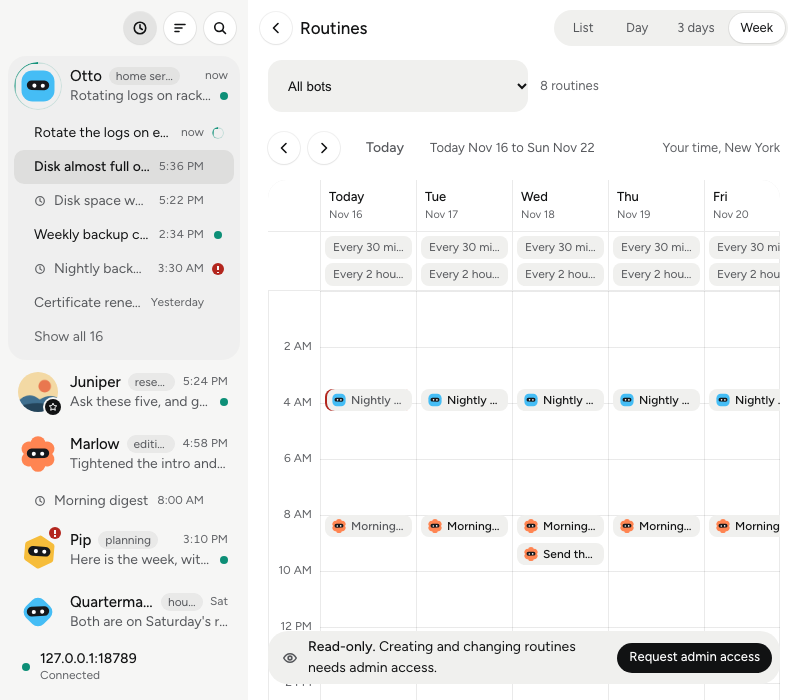 Routines
List Day 3 days Week
Otto home ser... now
Rotating logs on rack...
Rotate the logs on e... now
Disk almost full o... 5:36 PM
Disk space w... 5:22 PM
Weekly backup c... 2:34 PM
Nightly back... 3:30 AM
Certificate rene... Yesterday
Show all 16
Juniper rese... 5:24 PM
Ask these five, and g...
Marlow editi... 4:58 PM
Tightened the intro and...
Morning digest 8:00 AM
Pip planning 3:10 PM
Here is the week, wit...
Quarterma... hou... Sat
Both are on Saturday's r...
127.0.0.1:18789
Connected
All bots 8 routines
Today Today Nov 16 to Sun Nov 22 Your time, New York
Today Tue Wed Thu Fri
Nov 16 Nov 17 Nov 18 Nov 19 Nov 20
Every 30 mi... Every 30 mi... Every 30 mi... Every 30 mi... Every 30 mi
Every 2 hou... Every 2 hou... Every 2 hou... Every 2 hou... Every 2 hou
2 AM
4 AM Nightly ... Nightly ... Nightly ... Nightly ... Nightly
6 AM
8 AM
Morning... Morning... Morning... Morning... Morning
Send th...
10 AM
12 PM
Read-only. Creating and changing routines
needs admin access.
Request admin access